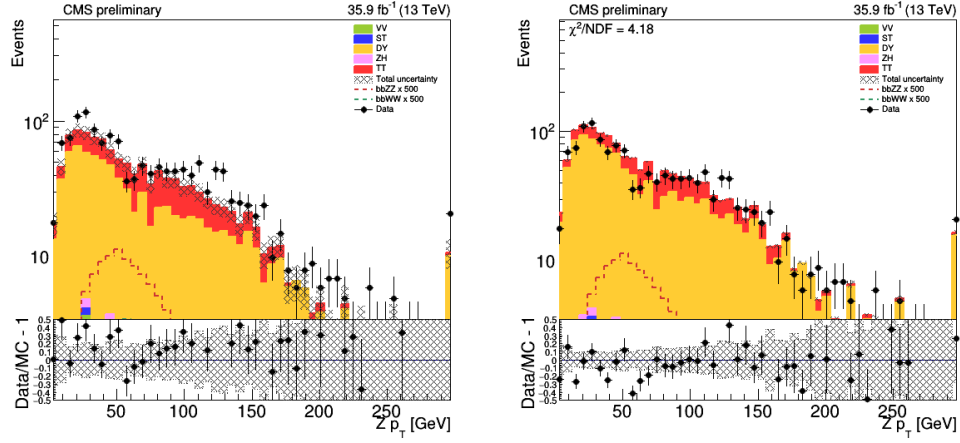 CMS preliminary
35.9 fb⁻¹ (13 TeV)
Events
VV
ST
DY
ZH
TT
Total uncertainty
bbZZ x 500
bbWW x 500
Data
10²
10
Data/MC - 1
0.5
0.4
0.3
0.2
0.1
0
-0.1
-0.2
-0.3
-0.4
-0.5
50
100
150
200
250
300
Z p_T [GeV]
CMS preliminary
35.9 fb⁻¹ (13 TeV)
χ²/NDF = 4.18
Events
VV
ST
DY
ZH
TT
Total uncertainty
bbZZ x 500
bbWW x 500
Data
10²
10
Data/MC - 1
0.5
0.4
0.3
0.2
0.1
0
-0.1
-0.2
-0.3
-0.4
-0.5
50
100
150
200
250
300
Z p_T [GeV]